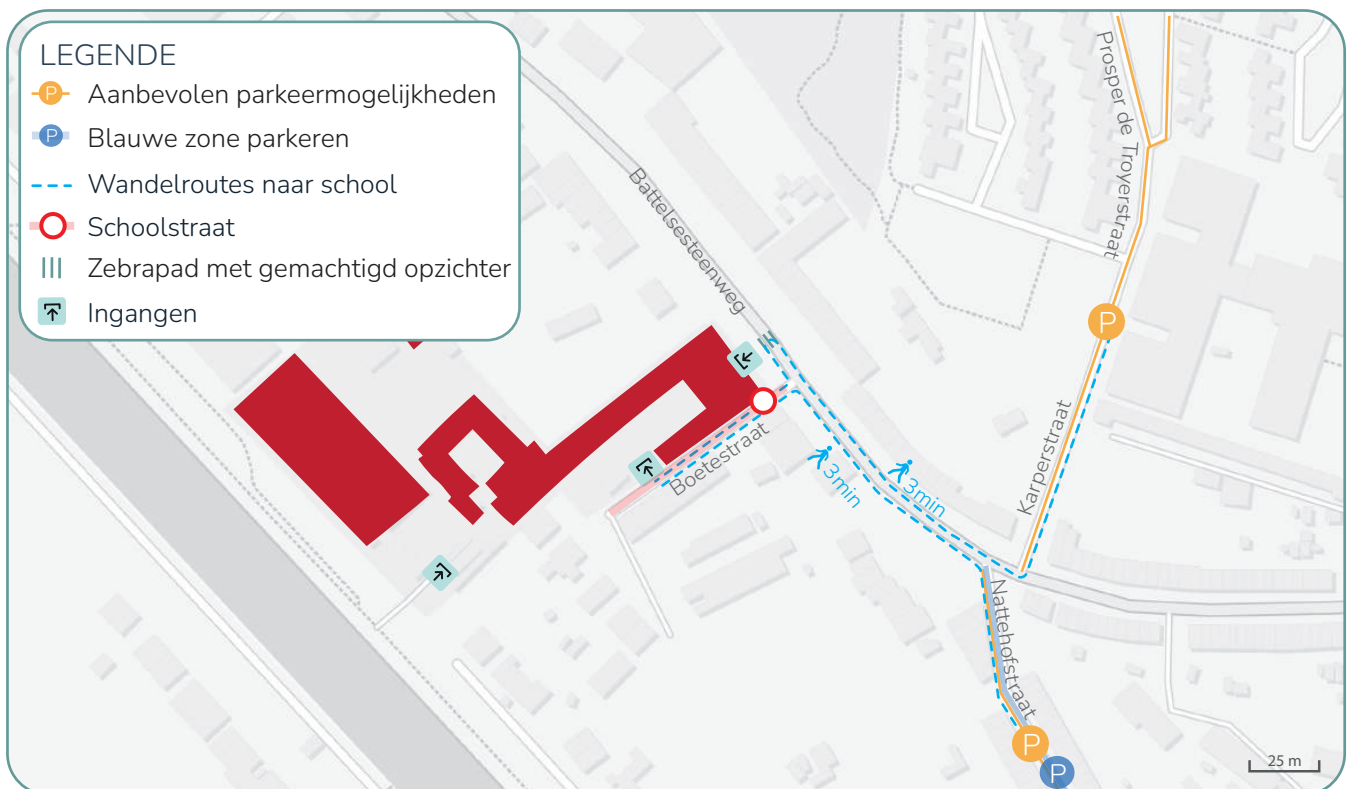 LEGENDE
P Aanbevolen parkeermogelijkheden
P Blauwe zone parkeren
Wandelroutes naar school
Schoolstraat
Zebrapad met gemachtigd opzichter
Ingangen
Prosper de Troyerstraat
Battelsesteenweg
P
Karperstraat
Boetestraat
3min
3min
Nattehofstraat
P
P
25 m